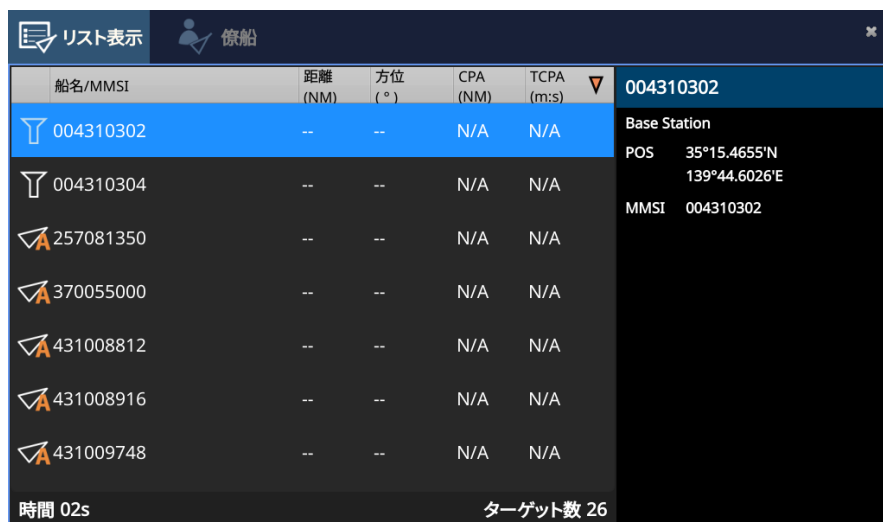 リスト表示 僚船
船名/MMSI 距離 (NM) 方位 (°) CPA (NM) TCPA (m:s)
004310302 -- -- N/A N/A
004310304 -- -- N/A N/A
A 257081350 -- -- N/A N/A
A 370055000 -- -- N/A N/A
A 431008812 -- -- N/A N/A
A 431008916 -- -- N/A N/A
A 431009748 -- -- N/A N/A
時間 02s ターゲット数 26
004310302
Base Station
POS 35°15.4655'N
139°44.6026'E
MMSI 004310302